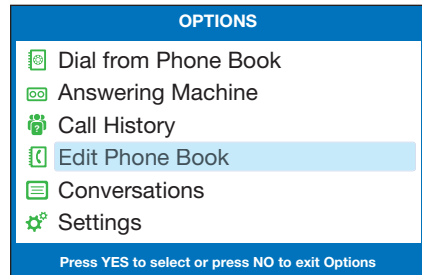 OPTIONS
Dial from Phone Book
Answering Machine
Call History
Edit Phone Book
Conversations
Settings
Press YES to select or press NO to exit Options